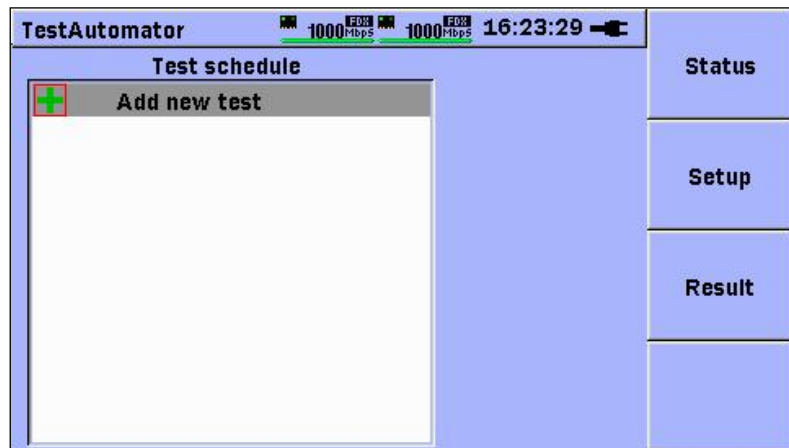 TestAutomator 1000 FDX Mbps 1000 FDX Mbps 16:23:29
Test schedule
Add new test
Status
Setup
Result